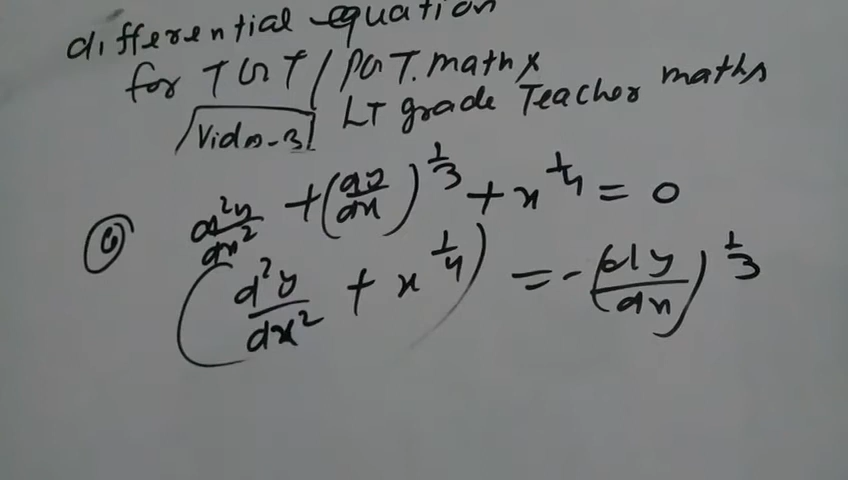 differential equation
for TGT / PGT. math x
LT grade Teacher maths
Video-3
① d²y/dx² + (dy/dx)^1/3 + x^1/4 = 0
(d²y/dx² + x^1/4) = -(dy/dx)^1/3